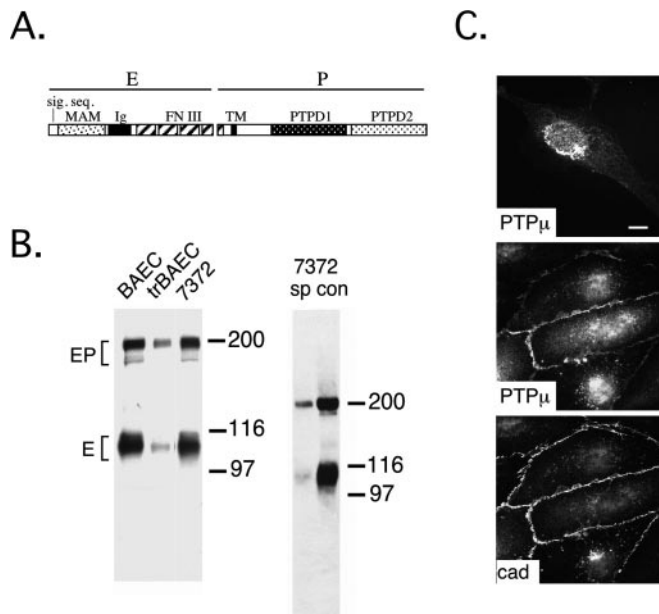 A.
E P
sig. seq.
MAM Ig FN III TM PTPD1 PTPD2
B.
BAEC trBAEC 7372
EP
E
200
116
97
7372
sp con
200
116
97
C.
PTPμ
PTPμ
cad